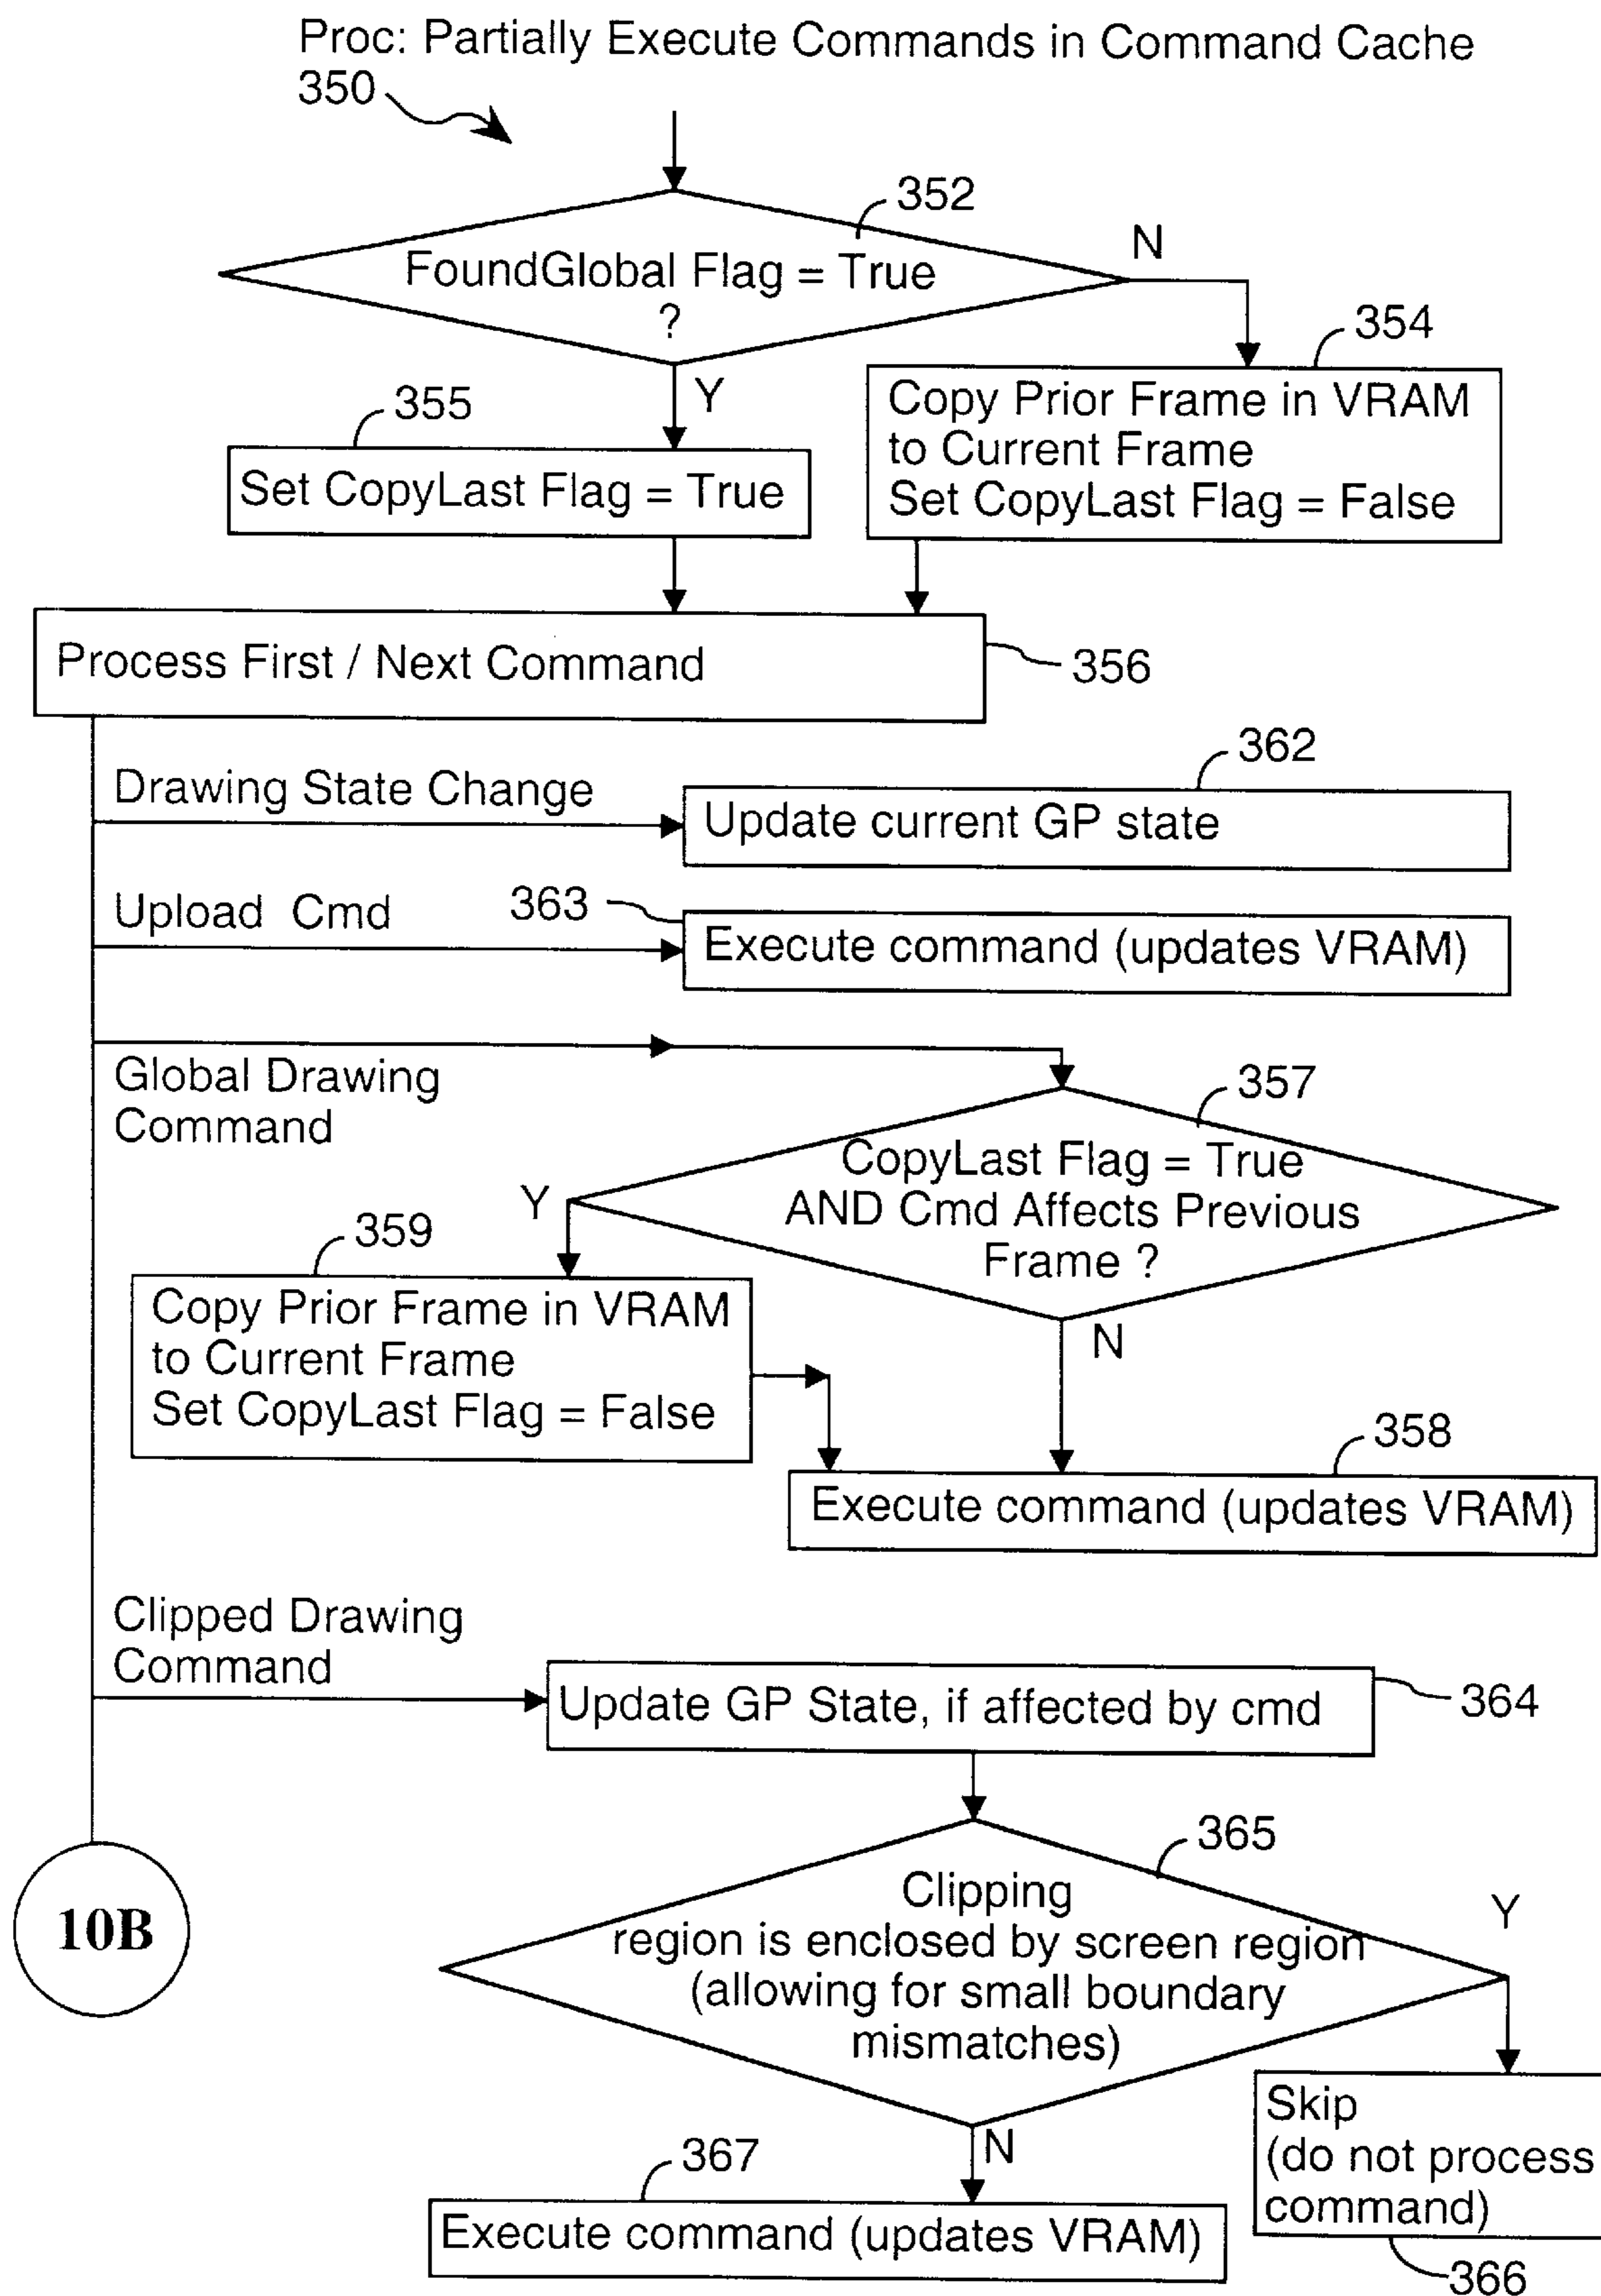 Proc: Partially Execute Commands in Command Cache
350
352
FoundGlobal Flag = True
?
N
Y
354
Copy Prior Frame in VRAM
to Current Frame
Set CopyLast Flag = False
355
Set CopyLast Flag = True
Process First / Next Command
356
Drawing State Change
362
Update current GP state
Upload Cmd
363
Execute command (updates VRAM)
Global Drawing
Command
357
CopyLast Flag = True
AND Cmd Affects Previous
Frame ?
Y
N
359
Copy Prior Frame in VRAM
to Current Frame
Set CopyLast Flag = False
358
Execute command (updates VRAM)
Clipped Drawing
Command
Update GP State, if affected by cmd
364
365
Clipping
region is enclosed by screen region
(allowing for small boundary
mismatches)
Y
N
Skip
(do not process
command)
366
367
Execute command (updates VRAM)
10B